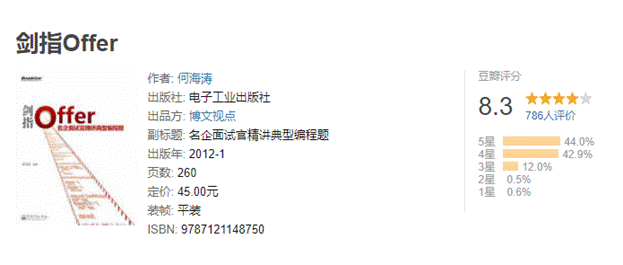 剑指Offer
剑指
Offer
名企面试官精讲典型编程题
作者: 何海涛
出版社: 电子工业出版社
出品方: 博文视点
副标题: 名企面试官精讲典型编程题
出版年: 2012-1
页数: 260
定价: 45.00元
装帧: 平装
ISBN: 9787121148750
豆瓣评分
8.3
786人评价
5星 44.0%
4星 42.9%
3星 12.0%
2星 0.5%
1星 0.6%